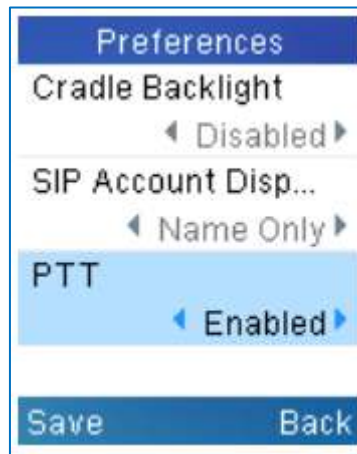 Preferences
Cradle Backlight
Disabled
SIP Account Disp...
Name Only
PTT
Enabled
Save Back